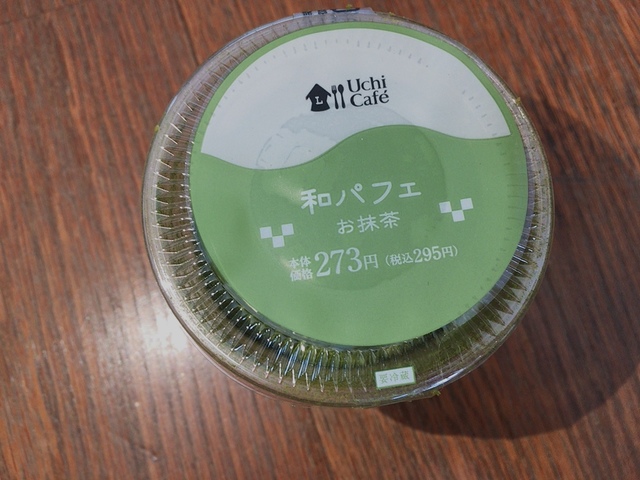 Uchi
Café
和パフェ
お抹茶
本体
価格 273円 (税込295円)
要冷蔵